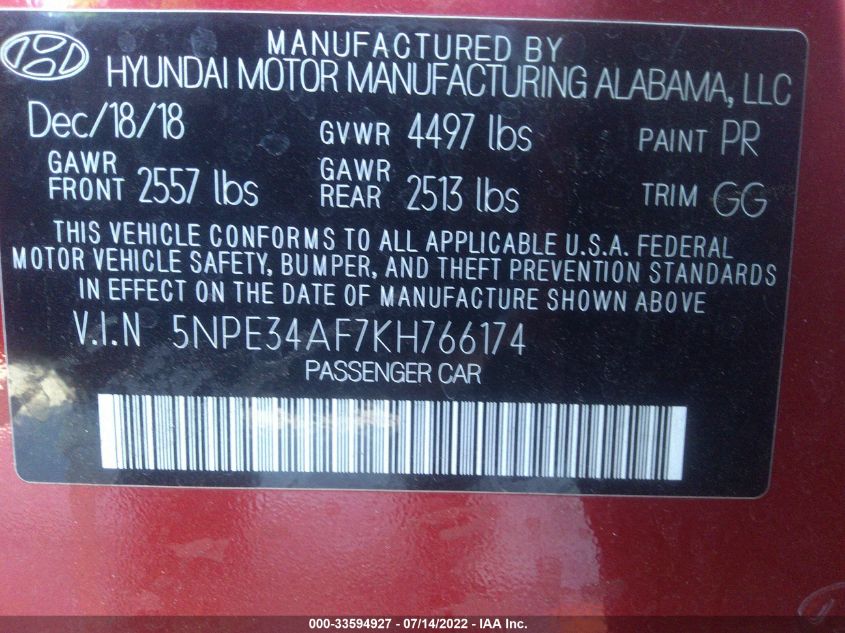 MANUFACTURED BY
HYUNDAI MOTOR MANUFACTURING ALABAMA, LLC
Dec/18/18 GVWR 4497 lbs PAINT PR
GAWR FRONT 2557 lbs GAWR REAR 2513 lbs TRIM GG
THIS VEHICLE CONFORMS TO ALL APPLICABLE U.S.A. FEDERAL
MOTOR VEHICLE SAFETY, BUMPER, AND THEFT PREVENTION STANDARDS
IN EFFECT ON THE DATE OF MANUFACTURE SHOWN ABOVE
V.I.N 5NPE34AF7KH766174
PASSENGER CAR
000-33594927 - 07/14/2022 - IAA Inc.